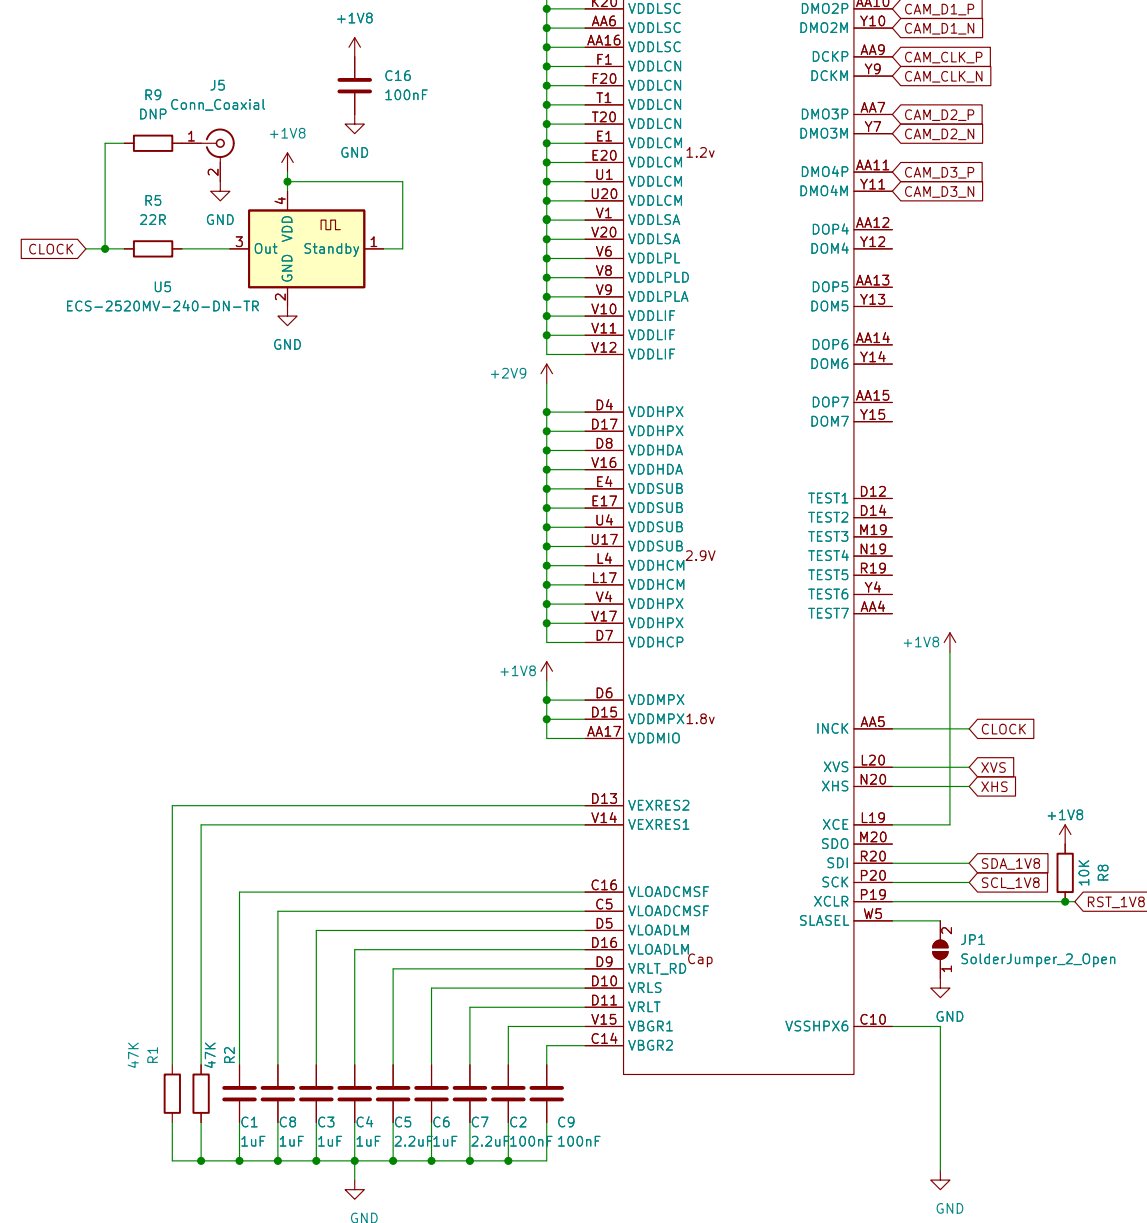 +1V8
C16
100nF
GND
J5
Conn_Coaxial
R9
DNP
1
2
GND
+1V8
R5
22R
CLOCK
3
Out
VDD
4
GND
2
Standby
1
U5
ECS-2520MV-240-DN-TR
GND
K20 VDDLSC
AA6 VDDLSC
AA16 VDDLSC
F1 VDDLCN
F20 VDDLCN
T1 VDDLCN
T20 VDDLCN
E1 VDDLCM
1.2v
E20 VDDLCM
U1 VDDLCM
U20 VDDLCM
V1 VDDLSA
V20 VDDLSA
V6 VDDLPL
V8 VDDLPLD
V9 VDDLPLA
V10 VDDLIF
V11 VDDLIF
V12 VDDLIF
+2V9
D4 VDDHPX
D17 VDDHPX
D8 VDDHDA
V16 VDDHDA
E4 VDDSUB
E17 VDDSUB
U4 VDDSUB
U17 VDDSUB
2.9V
L4 VDDHCM
L17 VDDHCM
V4 VDDHPX
V17 VDDHPX
D7 VDDHCP
+1V8
D6 VDDMPX
D15 VDDMPX 1.8v
AA17 VDDMIO
D13 VEXRES2
V14 VEXRES1
C16 VLOADCMSF
C5 VLOADCMSF
D5 VLOADLM
D16 VLOADLM
Cap
D9 VRLT_RD
D10 VRLS
D11 VRLT
V15 VBGR1
C14 VBGR2
DMO2P AA10 CAM_D1_P
DMO2M Y10 CAM_D1_N
DCKP AA9 CAM_CLK_P
DCKM Y9 CAM_CLK_N
DMO3P AA7 CAM_D2_P
DMO3M Y7 CAM_D2_N
DMO4P AA11 CAM_D3_P
DMO4M Y11 CAM_D3_N
DOP4 AA12
DOM4 Y12
DOP5 AA13
DOM5 Y13
DOP6 AA14
DOM6 Y14
DOP7 AA15
DOM7 Y15
TEST1 D12
TEST2 D14
TEST3 M19
TEST4 N19
TEST5 R19
TEST6 Y4
TEST7 AA4
+1V8
INCK AA5 CLOCK
XVS L20 XVS
XHS N20 XHS
XCE L19
SDO M20
SDI R20 SDA_1V8
SCK P20 SCL_1V8
XCLR P19 RST_1V8
SLASEL W5
+1V8
10K
R8
2
1
JP1
SolderJumper_2_Open
GND
VSSHPX6 C10
GND
47K
R1
47K
R2
C1
1uF
C8
1uF
C3
1uF
C4
1uF
C5
2.2uF
C6
1uF
C7
2.2uF
C2
100nF
C9
100nF
GND